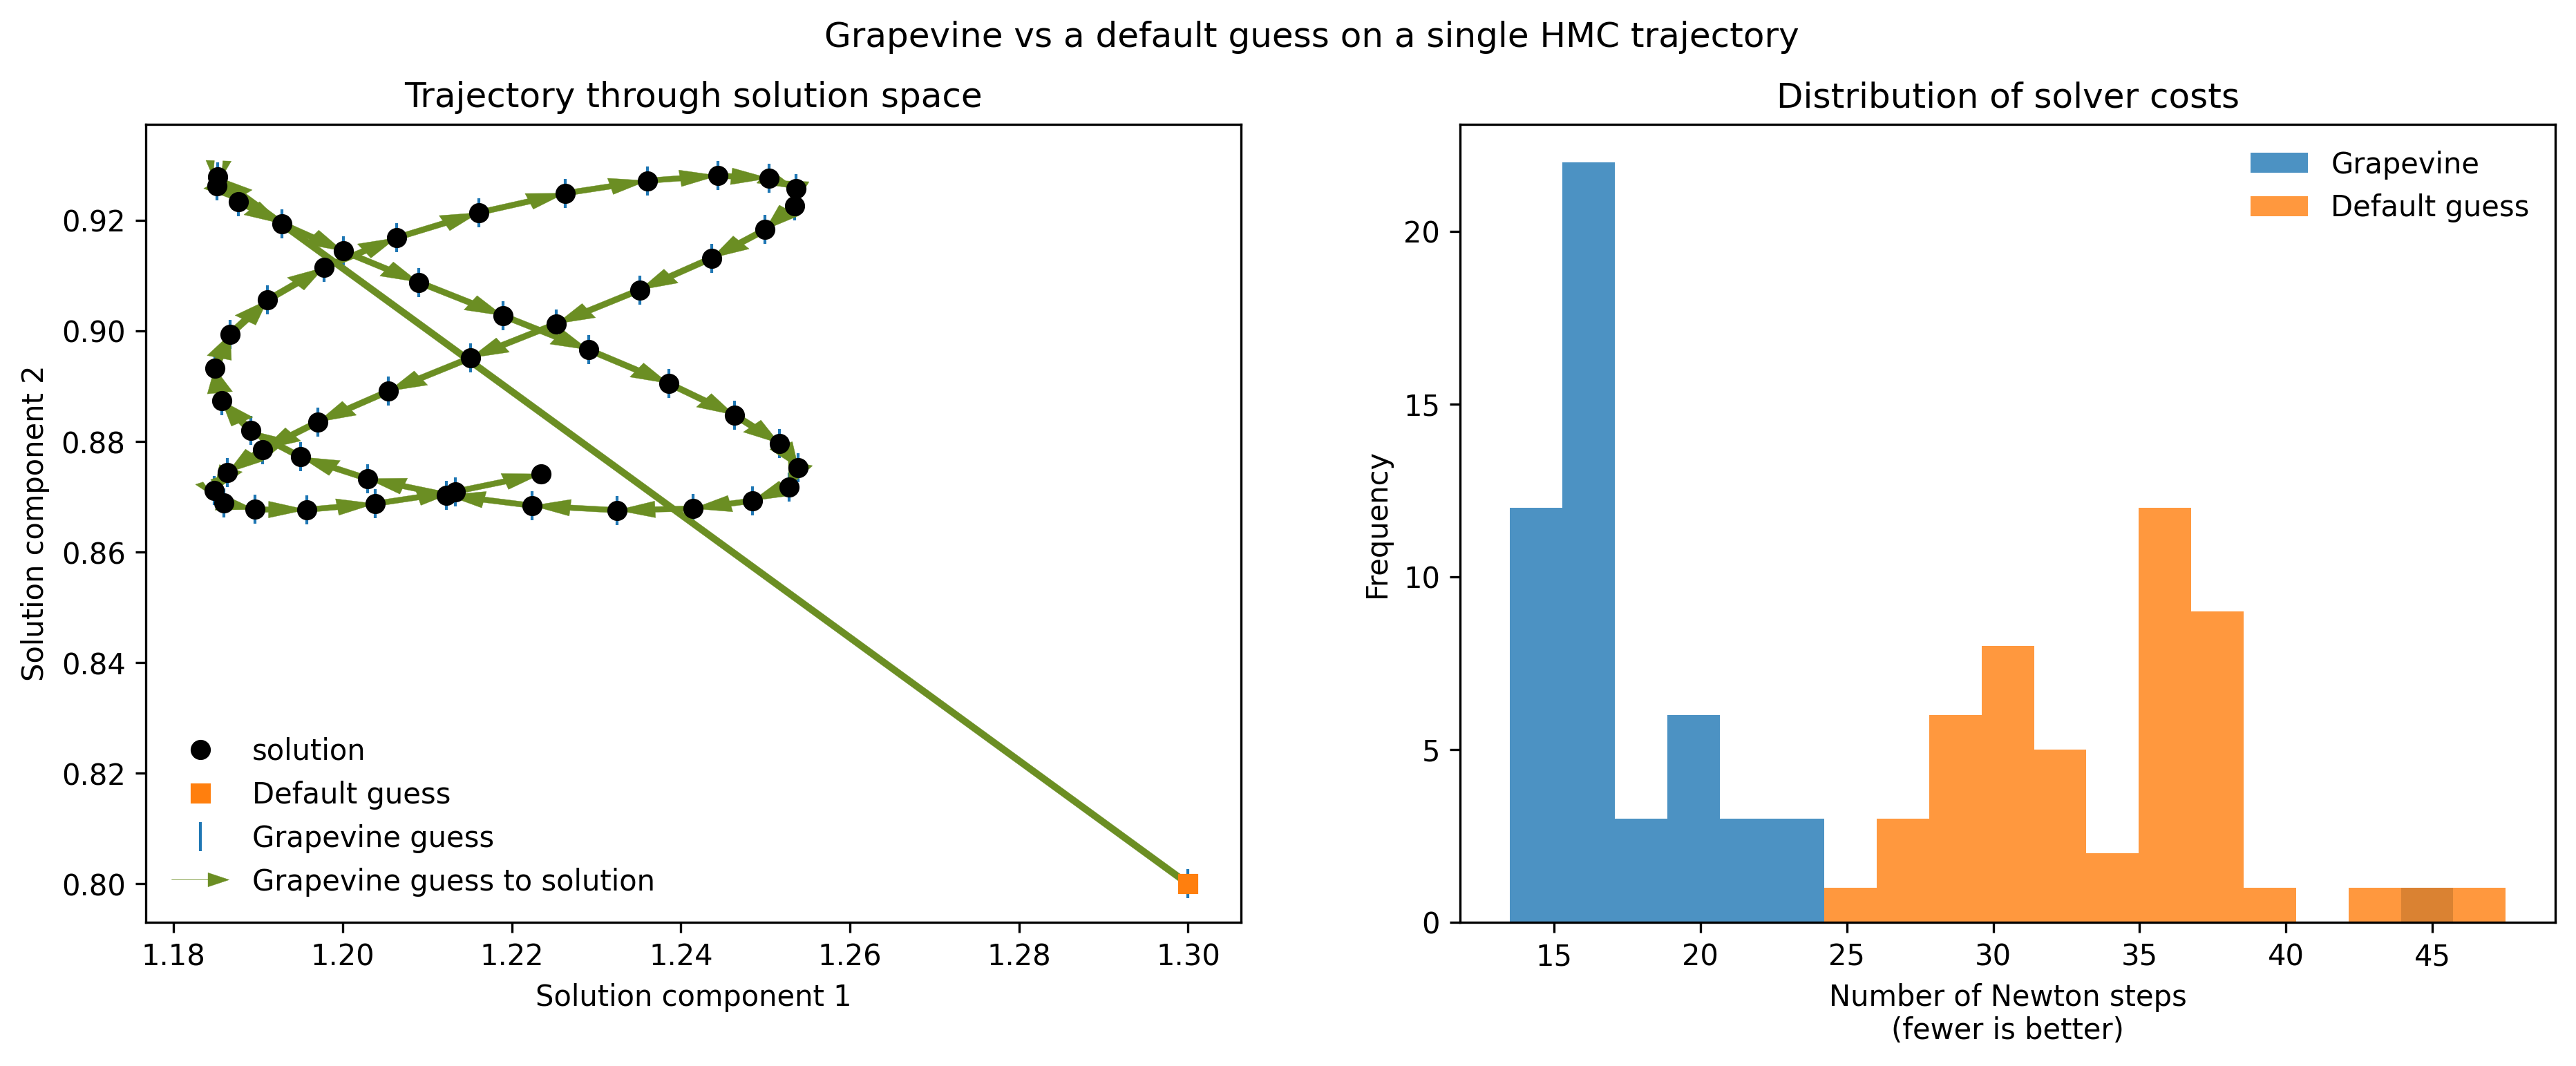 Grapevine vs a default guess on a single HMC trajectory
Trajectory through solution space
Solution component 2
0.92
0.90
0.88
0.86
0.84
0.82
0.80
solution
Default guess
Grapevine guess
Grapevine guess to solution
1.18 1.20 1.22 1.24 1.26 1.28 1.30
Solution component 1
Distribution of solver costs
Frequency
20
15
10
5
0
Grapevine
Default guess
15 20 25 30 35 40 45
Number of Newton steps
(fewer is better)